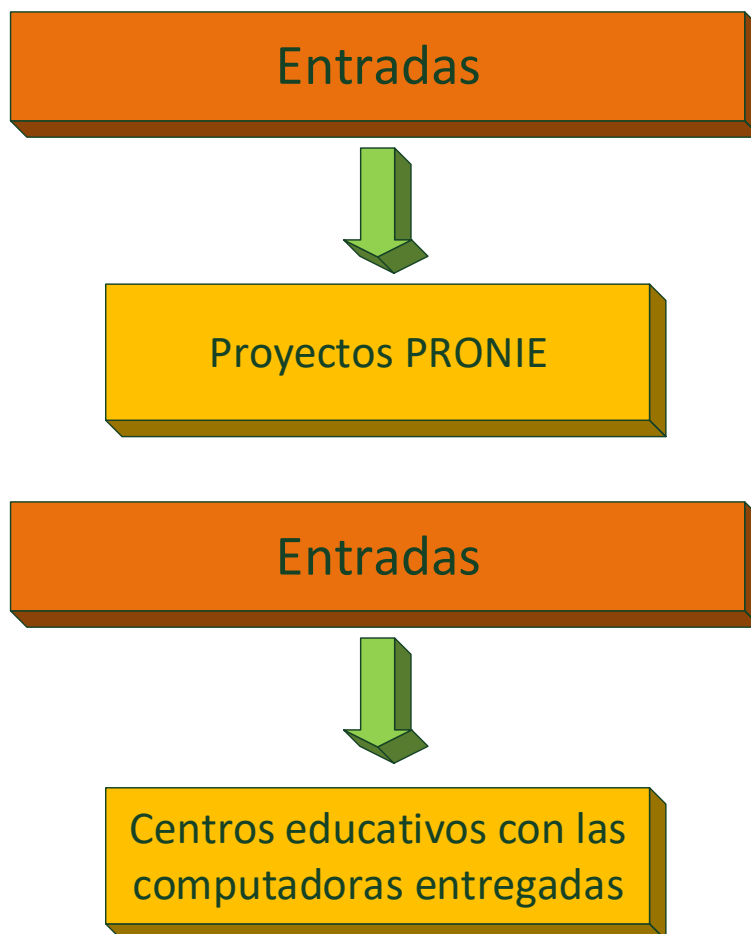 Entradas
Proyectos PRONIE
Entradas
Centros educativos con las
computadoras entregadas